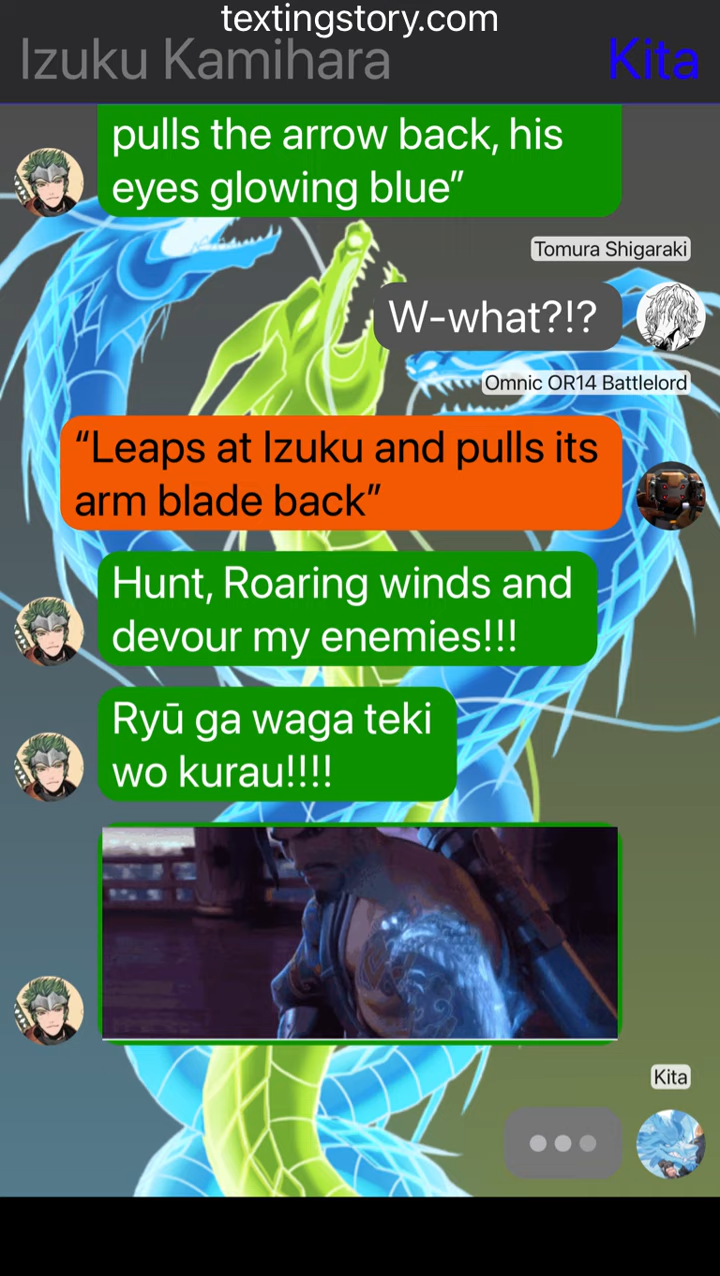 textingstory.com
Izuku Kamihara
Kita
pulls the arrow back, his
eyes glowing blue”
Tomura Shigaraki
W-what?!?
Omnic OR14 Battlelord
“Leaps at Izuku and pulls its
arm blade back”
Hunt, Roaring winds and
devour my enemies!!!
Ryū ga waga teki
wo kurau!!!!
Kita